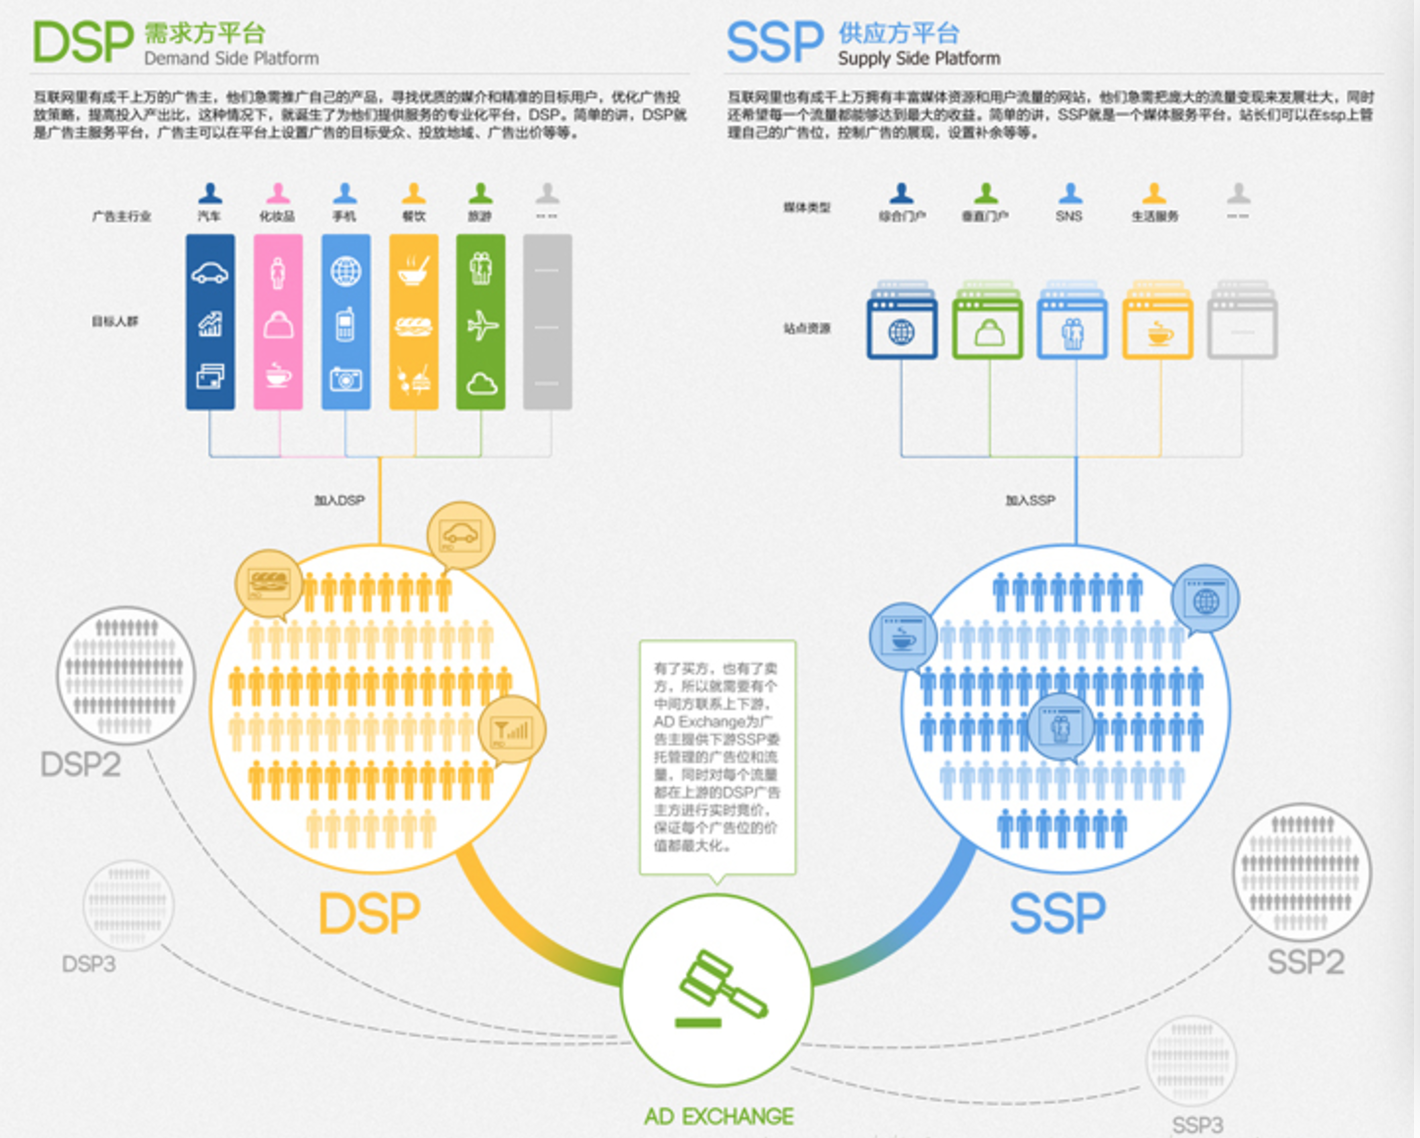 DSP 需求方平台
Demand Side Platform
互联网里有成千上万的广告主，他们急需推广自己的产品，寻找优质的媒介和精准的目标用户，优化广告投
放策略，提高投入产出比，这种情况下，就诞生了为他们提供服务的专业化平台，DSP。简单的讲，DSP就
是广告主服务平台，广告主可以在平台上设置广告的目标受众、投放地域、广告出价等等。
广告主行业
汽车 化妆品 手机 餐饮 旅游 -- --
目标人群
加入DSP
DSP2
DSP3
DSP
SSP 供应方平台
Supply Side Platform
互联网里也有成千上万拥有丰富媒体资源和用户流量的网站，他们急需把庞大的流量变现来发展壮大，同时
还希望每一个流量都能够达到最大的收益。简单的讲，SSP就是一个媒体服务平台，站长们可以在ssp上管
理自己的广告位，控制广告的展现，设置补余等等。
媒体类型
综合门户 垂直门户 SNS 生活服务 -- --
站点资源
加入SSP
SSP
SSP2
SSP3
有了买方，也有了卖
方，所以就需要有个
中间方联系上下游，
AD Exchange为广
告主提供下游SSP委
托管理的广告位和流
量，同时对每个流量
都在上游的DSP广告
主方进行实时竞价，
保证每个广告位的价
值都最大化。
AD EXCHANGE